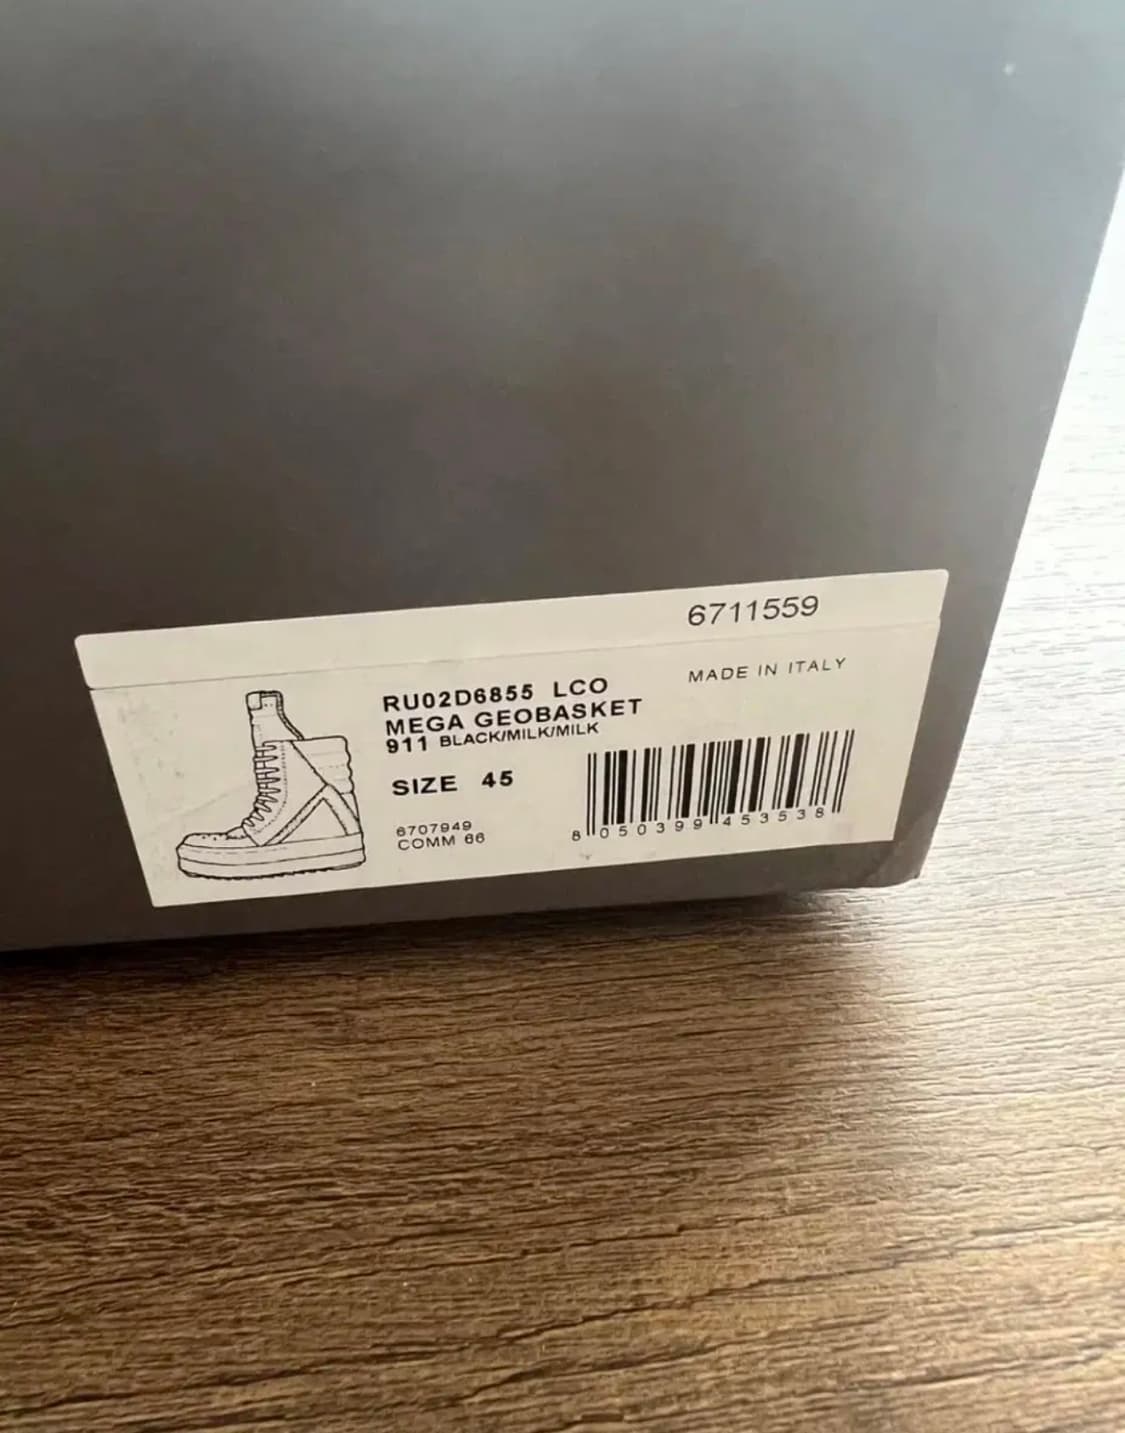 6711559
MADE IN ITALY
RU02D6855 LCO
MEGA GEOBASKET
911 BLACK/MILK/MILK
SIZE 45
6707949
COMM 66
8 050399 453538